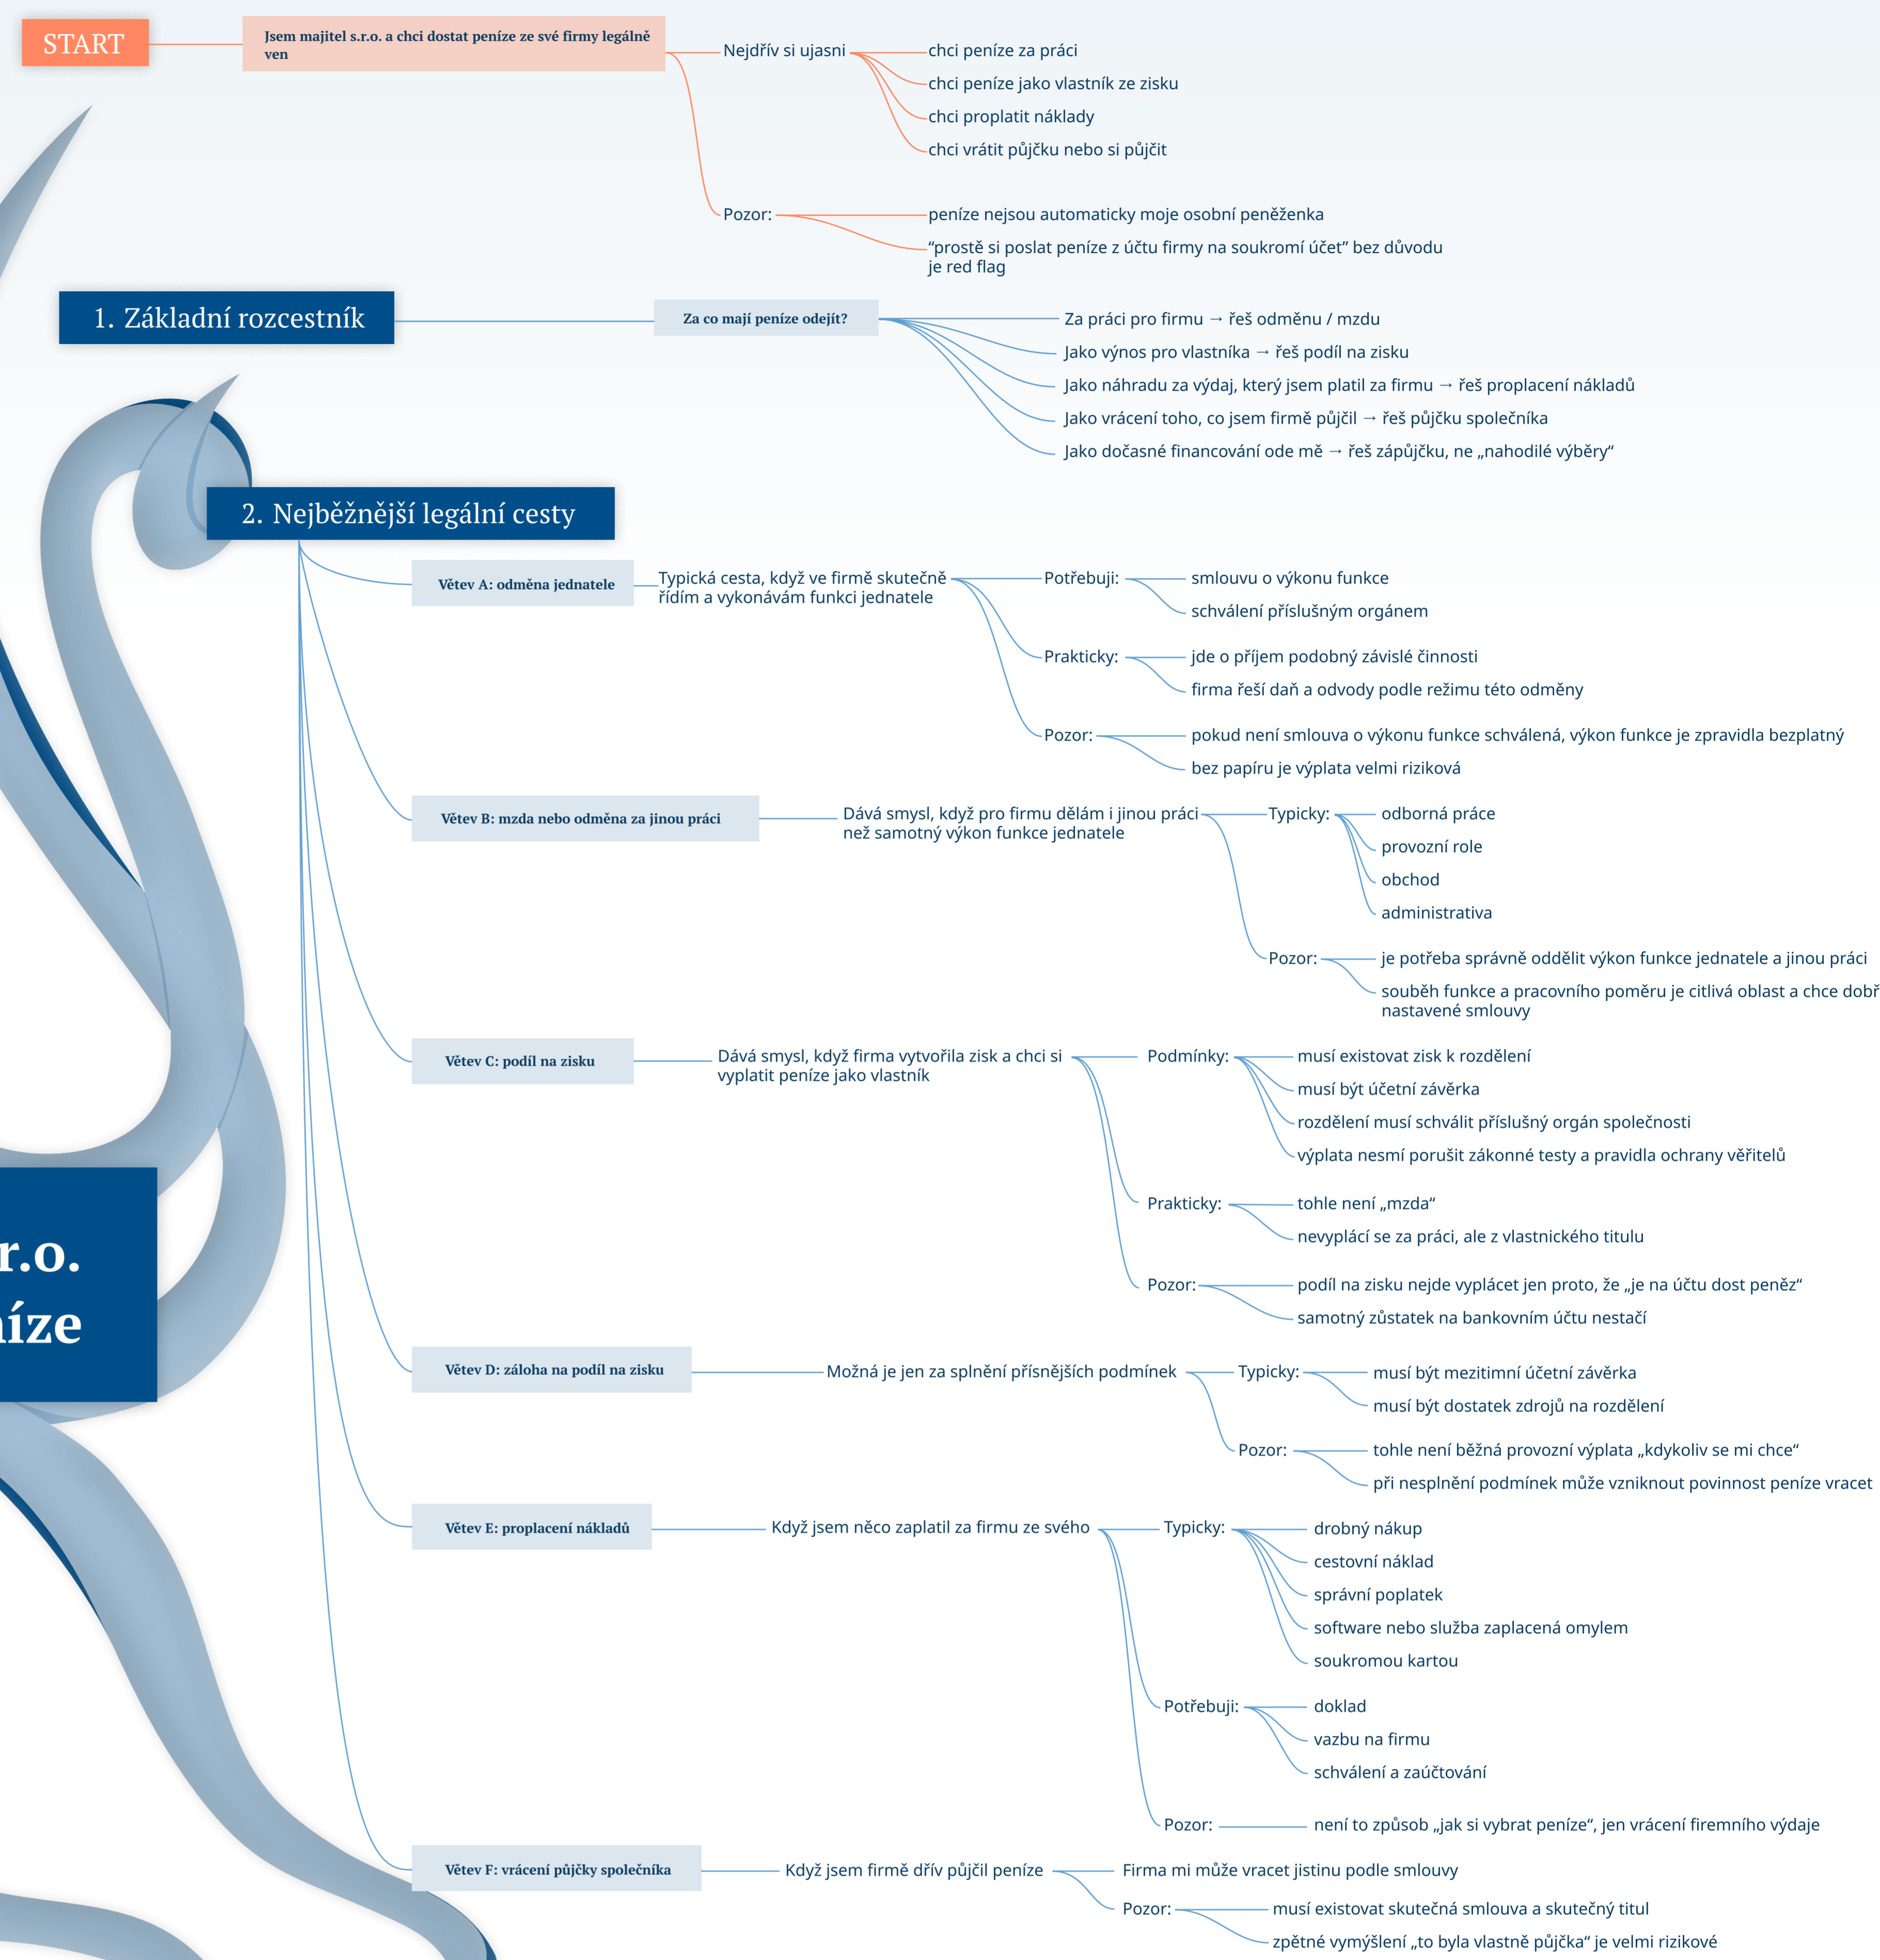 START
Jsem majitel s.r.o. a chci dostat peníze ze své firmy legálně
ven
Nejdřív si ujasni
chci peníze za práci
chci peníze jako vlastník ze zisku
chci proplatit náklady
chci vrátit půjčku nebo si půjčit
Pozor:
peníze nejsou automaticky moje osobní peněženka
“prostě si poslat peníze z účtu firmy na soukromí účet” bez důvodu
je red flag
1. Základní rozcestník
Za co mají peníze odejít?
Za práci pro firmu → řeš odměnu / mzdu
Jako výnos pro vlastníka → řeš podíl na zisku
Jako náhradu za výdaj, který jsem platil za firmu → řeš proplacení nákladů
Jako vrácení toho, co jsem firmě půjčil → řeš půjčku společníka
Jako dočasné financování ode mě → řeš zápůjčku, ne „nahodilé výběry“
2. Nejběžnější legální cesty
Větev A: odměna jednatele
Typická cesta, když ve firmě skutečně
řídím a vykonávám funkci jednatele
Potřebuji:
smlouvu o výkonu funkce
schválení příslušným orgánem
Prakticky:
jde o příjem podobný závislé činnosti
firma řeší daň a odvody podle režimu této odměny
Pozor:
pokud není smlouva o výkonu funkce schválená, výkon funkce je zpravidla bezplatný
bez papíru je výplata velmi riziková
Větev B: mzda nebo odměna za jinou práci
Dává smysl, když pro firmu dělám i jinou práci
než samotný výkon funkce jednatele
Typicky:
odborná práce
provozní role
obchod
administrativa
Pozor:
je potřeba správně oddělit výkon funkce jednatele a jinou práci
souběh funkce a pracovního poměru je citlivá oblast a chce dobř
nastavené smlouvy
Větev C: podíl na zisku
Dává smysl, když firma vytvořila zisk a chci si
vyplatit peníze jako vlastník
Podmínky:
musí existovat zisk k rozdělení
musí být účetní závěrka
rozdělení musí schválit příslušný orgán společnosti
výplata nesmí porušit zákonné testy a pravidla ochrany věřitelů
Prakticky:
tohle není „mzda“
nevyplácí se za práci, ale z vlastnického titulu
Pozor:
podíl na zisku nejde vyplácet jen proto, že „je na účtu dost peněz“
samotný zůstatek na bankovním účtu nestačí
r.o.
níze
Větev D: záloha na podíl na zisku
Možná je jen za splnění přísnějších podmínek
Typicky:
musí být mezitimní účetní závěrka
musí být dostatek zdrojů na rozdělení
Pozor:
tohle není běžná provozní výplata „kdykoliv se mi chce“
při nesplnění podmínek může vzniknout povinnost peníze vracet
Větev E: proplacení nákladů
Když jsem něco zaplatil za firmu ze svého
Typicky:
drobný nákup
cestovní náklad
správní poplatek
software nebo služba zaplacená omylem
soukromou kartou
Potřebuji:
doklad
vazbu na firmu
schválení a zaúčtování
Pozor:
není to způsob „jak si vybrat peníze“, jen vrácení firemního výdaje
Větev F: vrácení půjčky společníka
Když jsem firmě dřív půjčil peníze
Firma mi může vracet jistinu podle smlouvy
Pozor:
musí existovat skutečná smlouva a skutečný titul
zpětné vymýšlení „to byla vlastně půjčka“ je velmi rizikové